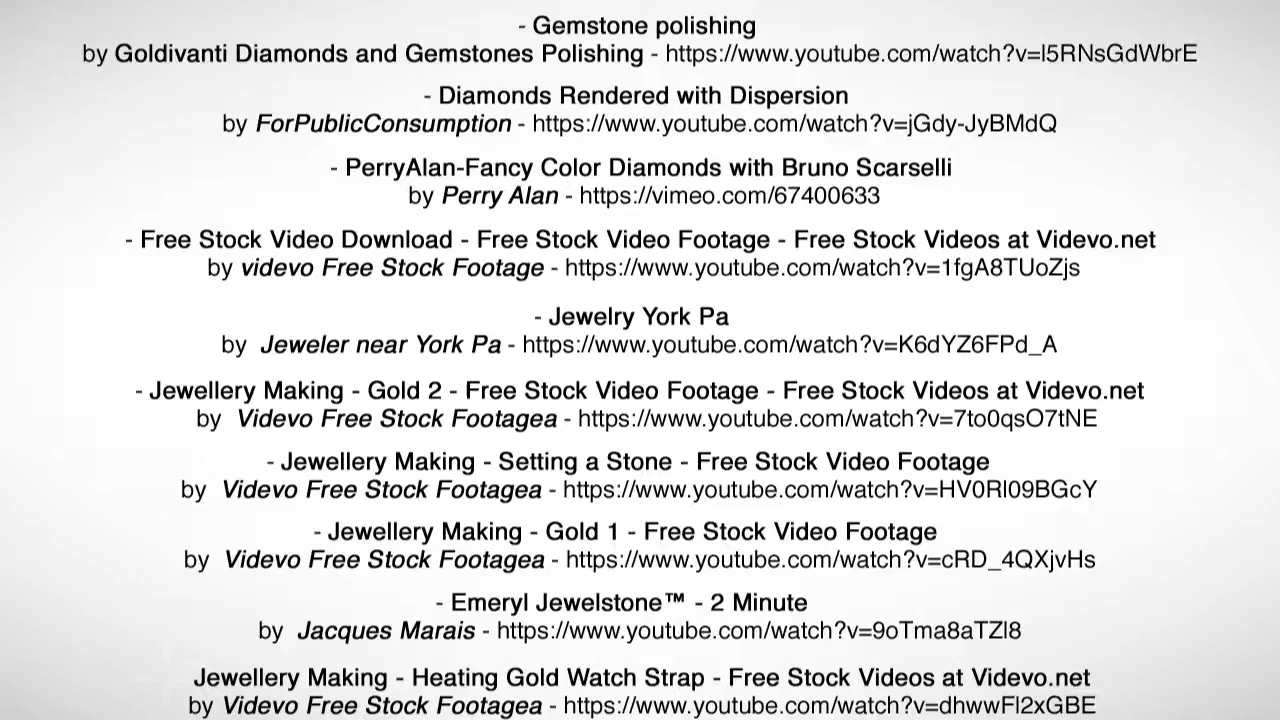 - Gemstone polishing
by Goldivanti Diamonds and Gemstones Polishing - https://www.youtube.com/watch?v=l5RNsGdWbrE
- Diamonds Rendered with Dispersion
by ForPublicConsumption - https://www.youtube.com/watch?v=jGdy-JyBMdQ
- PerryAlan-Fancy Color Diamonds with Bruno Scarselli
by Perry Alan - https://vimeo.com/67400633
- Free Stock Video Download - Free Stock Video Footage - Free Stock Videos at Videvo.net
by videvo Free Stock Footage - https://www.youtube.com/watch?v=1fgA8TUoZjs
- Jewelry York Pa
by Jeweler near York Pa - https://www.youtube.com/watch?v=K6dYZ6FPd_A
- Jewellery Making - Gold 2 - Free Stock Video Footage - Free Stock Videos at Videvo.net
by Videvo Free Stock Footagea - https://www.youtube.com/watch?v=7to0qsO7tNE
- Jewellery Making - Setting a Stone - Free Stock Video Footage
by Videvo Free Stock Footagea - https://www.youtube.com/watch?v=HV0Rl09BGcY
- Jewellery Making - Gold 1 - Free Stock Video Footage
by Videvo Free Stock Footagea - https://www.youtube.com/watch?v=cRD_4QXjvHs
- Emeryl Jewelstone™ - 2 Minute
by Jacques Marais - https://www.youtube.com/watch?v=9oTma8aTZl8
Jewellery Making - Heating Gold Watch Strap - Free Stock Videos at Videvo.net
by Videvo Free Stock Footagea - https://www.youtube.com/watch?v=dhwwFl2xGBE